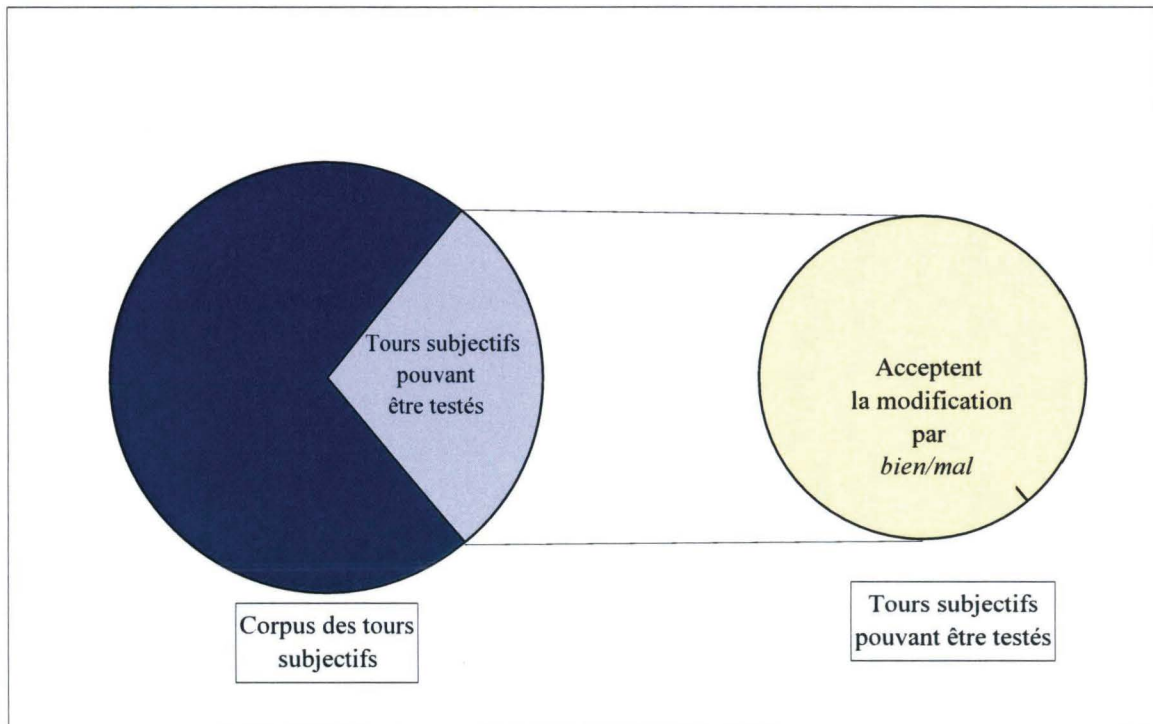 Tours subjectifs
pouvant
être testés
Acceptent
la modification
par
bien/mal
Corpus des tours
subjectifs
Tours subjectifs
pouvant être testés